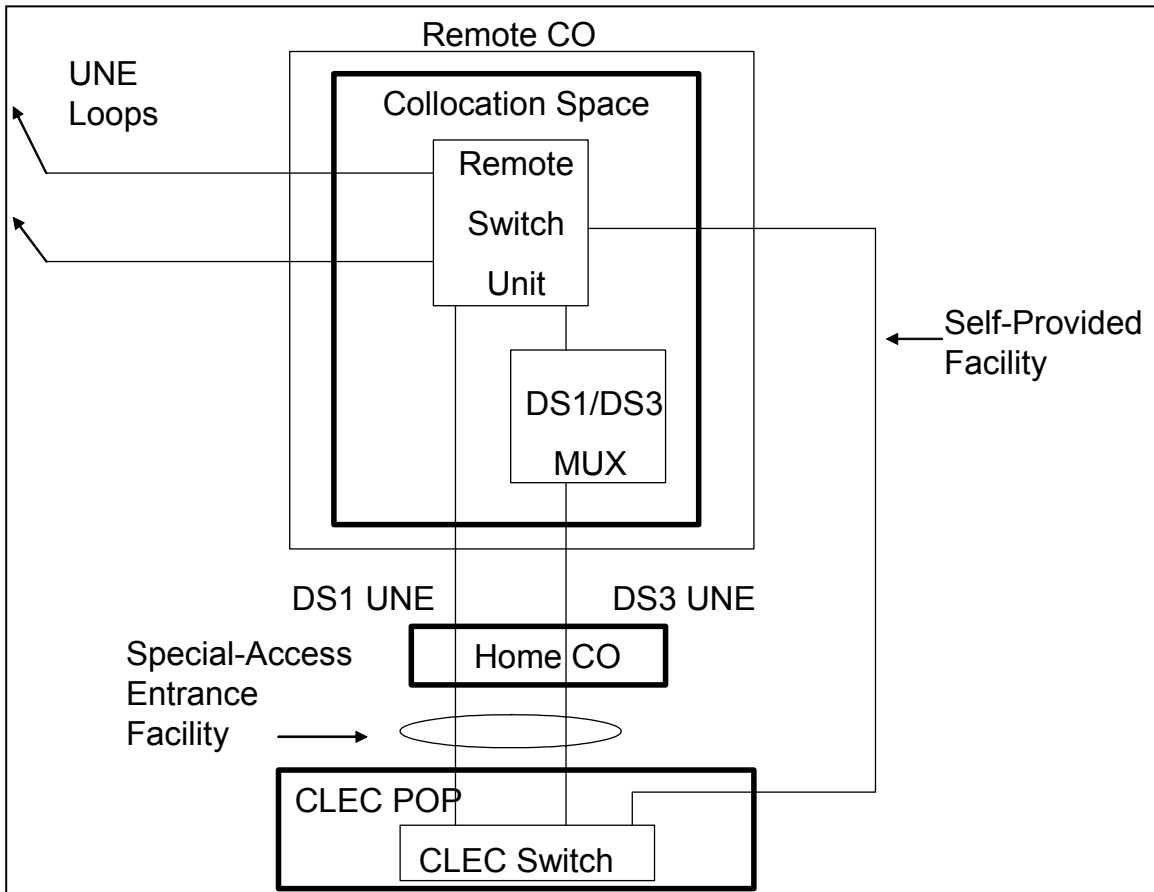 Remote CO
UNE
Loops
Collocation Space
Remote
Switch
Unit
Self-Provided
Facility
DS1/DS3
MUX
DS1 UNE
DS3 UNE
Home CO
Special-Access
Entrance
Facility
CLEC POP
CLEC Switch